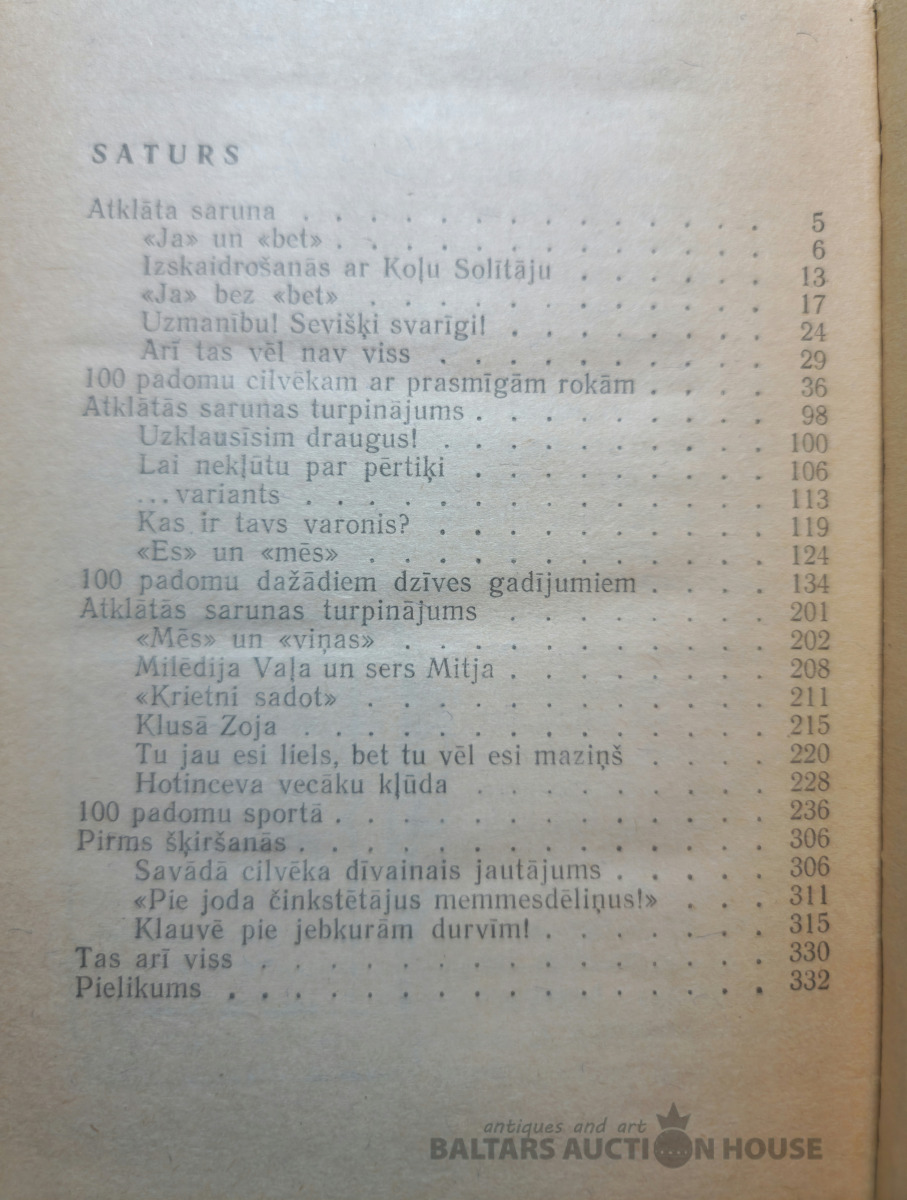 SATURS
Atklāta saruna . . . . . . . . . . . . . . 5
«Ja» un «bet» . . . . . . . . . . . . . 6
Izskaidrošanās ar Koļu Solītāju . . . . . . 13
«Ja» bez «bet» . . . . . . . . . . . . 17
Uzmanību! Sevišķi svarīgi! . . . . . . . . 24
Arī tas vēl nav viss . . . . . . . . . . 29
100 padomu cilvēkam ar prasmīgām rokām . . . . 36
Atklātās sarunas turpinājums . . . . . . . . . 98
Uzklausīsim draugus! . . . . . . . . . . 100
Lai nekļūtu par pērtiķi . . . . . . . . . 106
...variants . . . . . . . . . . . . . 113
Kas ir tavs varonis? . . . . . . . . . . 119
«Es» un «mēs» . . . . . . . . . . . . 124
100 padomu dažādiem dzīves gadījumiem . . . . 134
Atklātās sarunas turpinājums . . . . . . . . 201
«Mēs» un «viņas» . . . . . . . . . . . 202
Milēdija Vaļa un sers Mitja . . . . . . . . 208
«Krietni sadot» . . . . . . . . . . . . 211
Klusā Zoja . . . . . . . . . . . . . . 215
Tu jau esi liels, bet tu vēl esi maziņš . . . . 220
Hotinceva vecāku kļūda . . . . . . . . . 228
100 padomu sportā . . . . . . . . . . . . . 236
Pirms šķiršanās . . . . . . . . . . . . . . 306
Savādā cilvēka dīvainais jautājums . . . . . 306
«Pie joda činkstētājus memmesdēliņus!» . . . 311
Klauvē pie jebkurām durvīm! . . . . . . . 315
Tas arī viss . . . . . . . . . . . . . . . 330
Pielikums . . . . . . . . . . . . . . . . 332
antiques and art
BALTARS AUCTION HOUSE